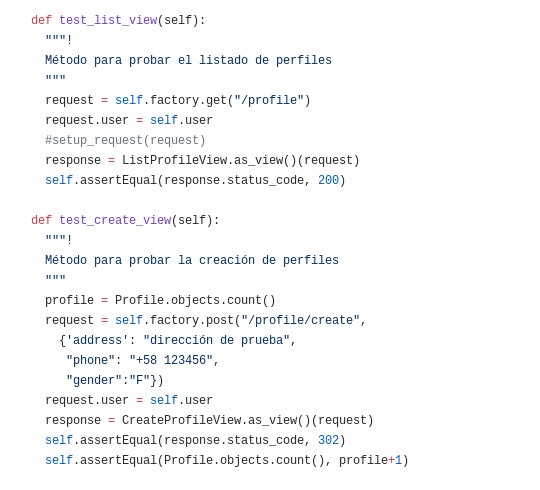 def test_list_view(self):
"""!
Método para probar el listado de perfiles
"""
request = self.factory.get("/profile")
request.user = self.user
#setup_request(request)
response = ListProfileView.as_view()(request)
self.assertEqual(response.status_code, 200)
def test_create_view(self):
"""!
Método para probar la creación de perfiles
"""
profile = Profile.objects.count()
request = self.factory.post("/profile/create",
{'address': "dirección de prueba",
"phone": "+58 123456",
"gender":"F"})
request.user = self.user
response = CreateProfileView.as_view()(request)
self.assertEqual(response.status_code, 302)
self.assertEqual(Profile.objects.count(), profile+1)